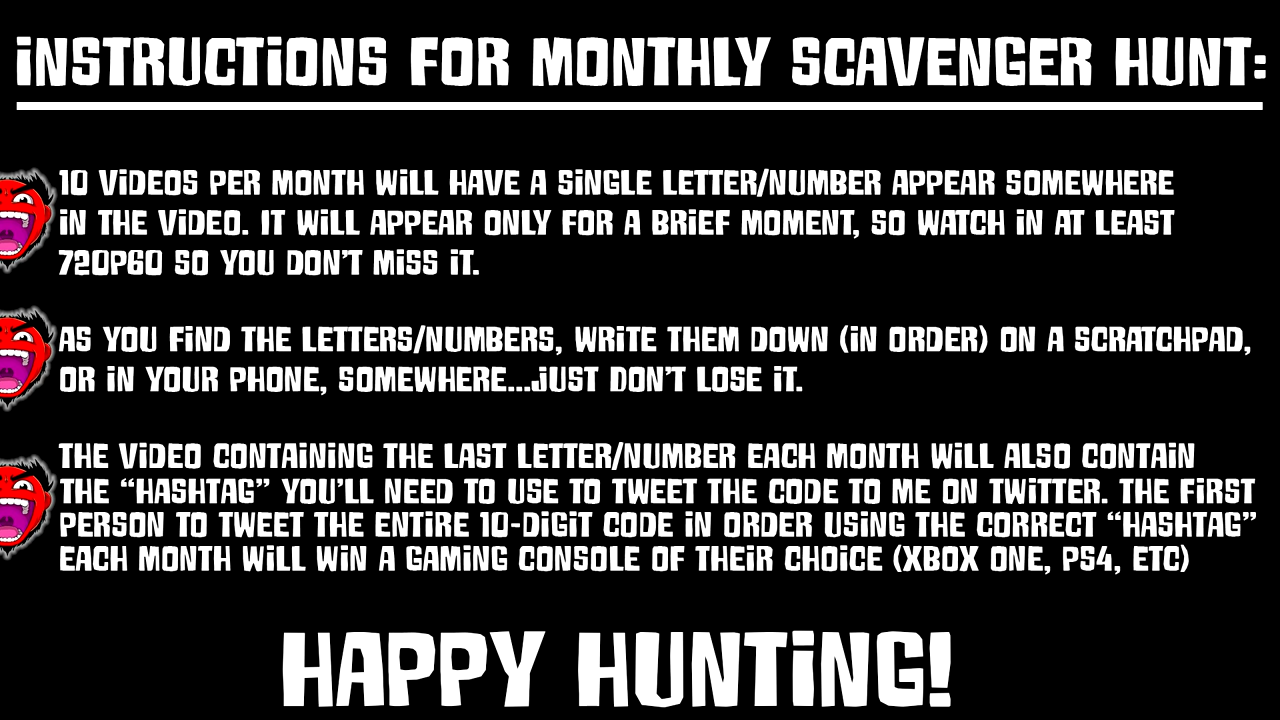 INSTRUCTIONS FOR MONTHLY SCAVENGER HUNT:
10 VIDEOS PER MONTH WILL HAVE A SINGLE LETTER/NUMBER APPEAR SOMEWHERE
IN THE VIDEO. IT WILL APPEAR ONLY FOR A BRIEF MOMENT, SO WATCH IN AT LEAST
720P60 SO YOU DON'T MISS IT.
AS YOU FIND THE LETTERS/NUMBERS, WRITE THEM DOWN (IN ORDER) ON A SCRATCHPAD,
OR IN YOUR PHONE, SOMEWHERE...JUST DON'T LOSE IT.
THE VIDEO CONTAINING THE LAST LETTER/NUMBER EACH MONTH WILL ALSO CONTAIN
THE “HASHTAG” YOU'LL NEED TO USE TO TWEET THE CODE TO ME ON TWITTER. THE FIRST
PERSON TO TWEET THE ENTIRE 10-DIGIT CODE IN ORDER USING THE CORRECT “HASHTAG”
EACH MONTH WILL WIN A GAMING CONSOLE OF THEIR CHOICE (XBOX ONE, PS4, ETC)
HAPPY HUNTING!